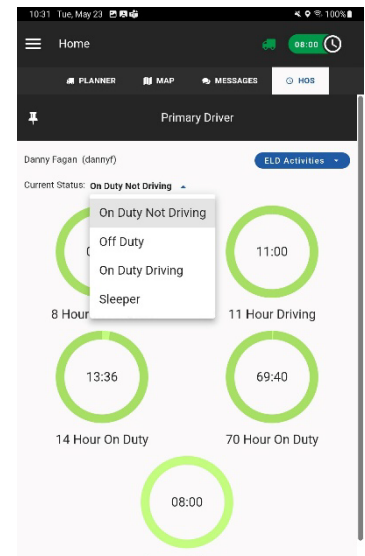 10:31 Tue, May 23 100%
Home 08:00
PLANNER MAP MESSAGES HOS
Primary Driver
Danny Fagan (dannyf) ELD Activities
Current Status: On Duty Not Driving
On Duty Not Driving
Off Duty
On Duty Driving
Sleeper
11:00
8 Hour 11 Hour Driving
13:36 69:40
14 Hour On Duty 70 Hour On Duty
08:00